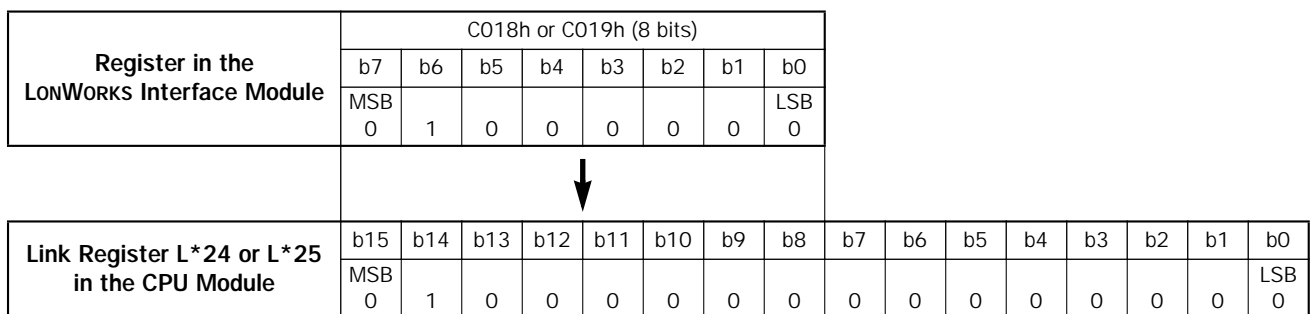 C018h or C019h (8 bits)
Register in the
LONWORKS Interface Module
b7 b6 b5 b4 b3 b2 b1 b0
MSB LSB
0 1 0 0 0 0 0 0
Link Register L*24 or L*25
in the CPU Module
b15 b14 b13 b12 b11 b10 b9 b8 b7 b6 b5 b4 b3 b2 b1 b0
MSB LSB
0 1 0 0 0 0 0 0 0 0 0 0 0 0 0 0